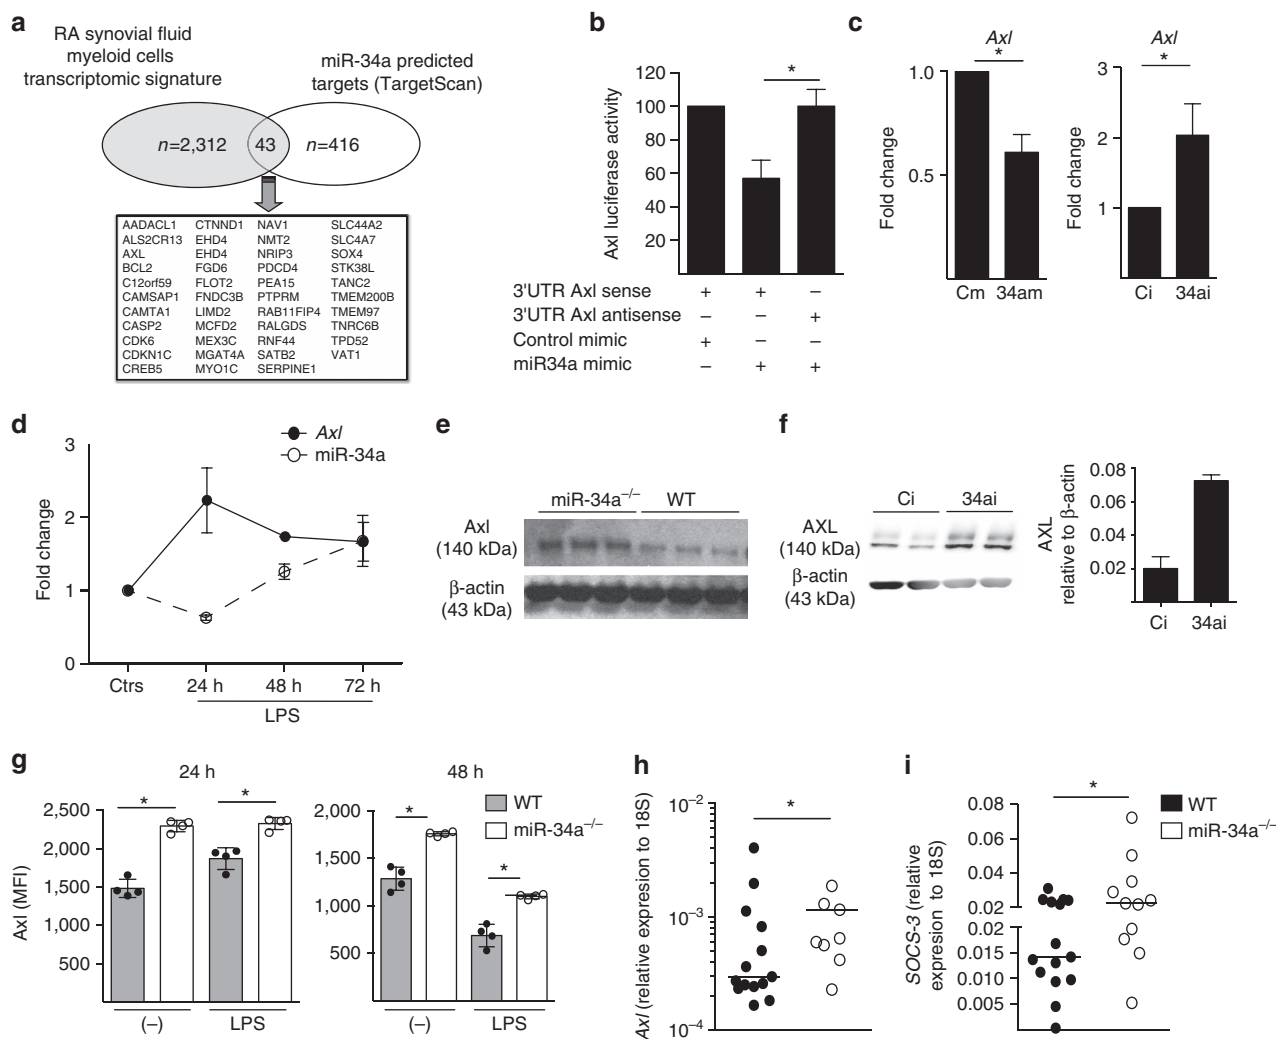 a
RA synovial fluid
myeloid cells
transcriptomic signature
miR-34a predicted
targets (TargetScan)
n=2,312
43
n=416
AADACL1 CTNND1 NAV1 SLC44A2
ALS2CR13 EHD4 NMT2 SLC4A7
AXL EHD4 NRIP3 SOX4
BCL2 FGD6 PDCD4 STK38L
C12orf59 FLOT2 PEA15 TANC2
CAMSAP1 FNDC3B PTPRM TMEM200B
CAMTA1 LIMD2 RAB11FIP4 TMEM97
CASP2 MCFD2 RALGDS TNRC6B
CDK6 MEX3C RNF44 TPD52
CDKN1C MGAT4A SATB2 VAT1
CREB5 MYO1C SERPINE1
b
Axl luciferase activity
120
100
80
60
40
20
*
3'UTR Axl sense + + –
3'UTR Axl antisense – – +
Control mimic + – –
miR34a mimic – + +
c
Axl
*
Fold change
1.0
0.5
Cm 34am
Axl
*
Fold change
3
2
1
Ci 34ai
d
Axl
miR-34a
Fold change
3
2
1
0
Ctrs 24 h 48 h 72 h
LPS
e
miR-34a–/– WT
Axl
(140 kDa)
β-actin
(43 kDa)
f
Ci 34ai
AXL
(140 kDa)
β-actin
(43 kDa)
AXL
relative to β-actin
0.08
0.06
0.04
0.02
Ci 34ai
g
24 h
Axl (MFI)
2,500
2,000
1,500
1,000
500
* *
(–) LPS
48 h
WT
miR-34a–/–
2,000
1,500
1,000
500
*
*
(–) LPS
h
Axl (relative expresion to 18S)
10–2
10–3
10–4
*
i
SOCS-3 (relative
expresion to 18S)
0.08
0.06
0.04
0.02
0.02
0.015
0.010
0.005
*
WT
miR-34a–/–